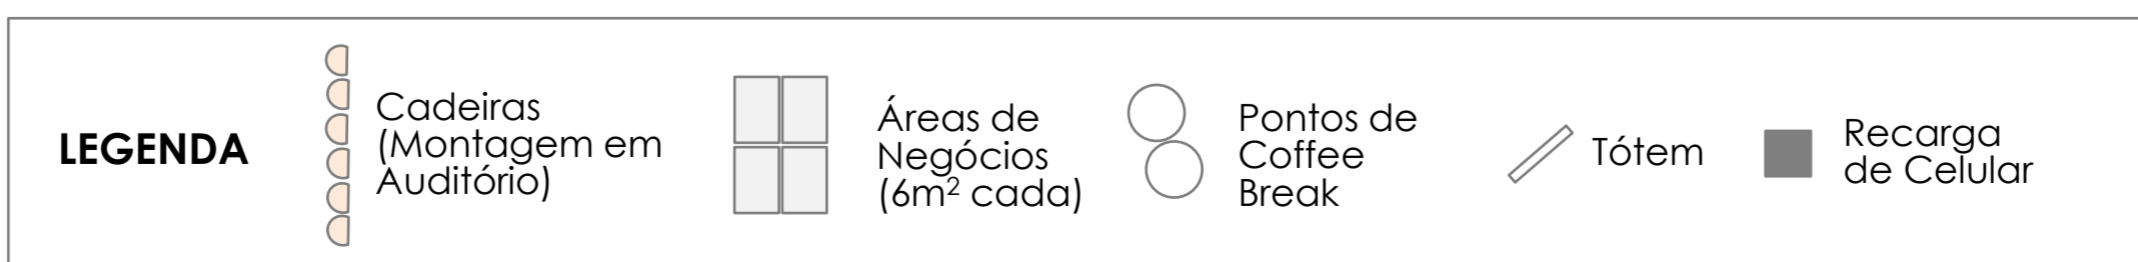 LEGENDA
Cadeiras
(Montagem em
Auditório)
Áreas de
Negócios
(6m² cada)
Pontos de
Coffee
Break
Tótem
Recarga
de Celular